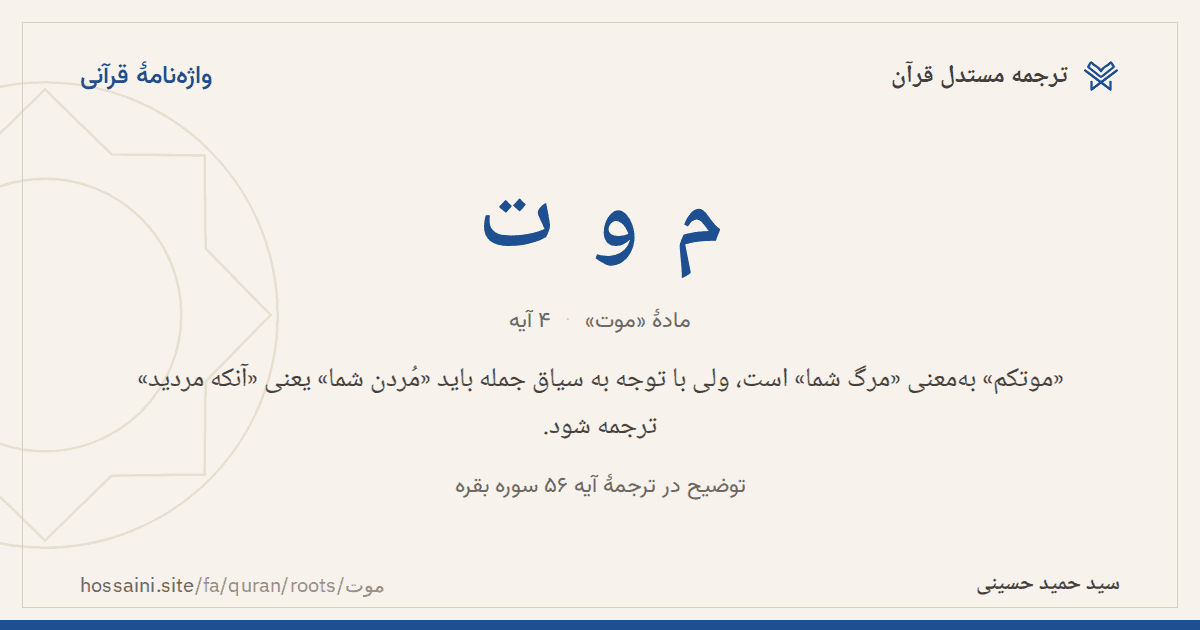 ترجمه مستدل قرآن
واژه‌نامهٔ قرآنی
م و ت
مادهٔ «موت» · ۴ آیه
«موتکم» به‌معنی «مرگ شما» است، ولی با توجه به سیاق جمله باید «مُردن شما» یعنی «آنکه مردید»
ترجمه شود.
توضیح در ترجمهٔ آیه ۵۶ سوره بقره
سید حمید حسینی
hossaini.site/fa/quran/roots/موت